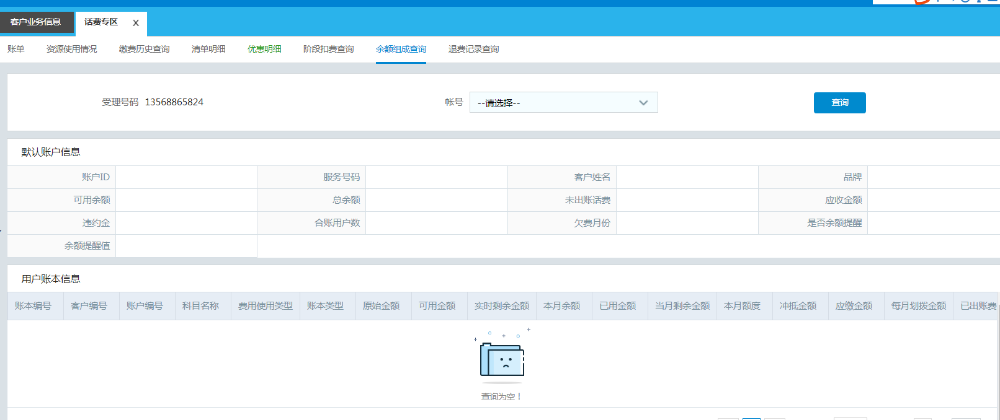 客户业务信息 话费专区 X
账单 资源使用情况 缴费历史查询 清单明细 优惠明细 阶段扣费查询 余额组成查询 退费记录查询
受理号码 13568865824 帐号 --请选择-- 查询
默认账户信息
账户ID 服务号码 客户姓名 品牌
可用余额 总余额 未出账话费 应收金额
违约金 合账用户数 欠费月份 是否余额提醒
余额提醒值
用户账本信息
账本编号 客户编号 账户编号 科目名称 费用使用类型 账本类型 原始金额 可用金额 实时剩余金额 本月余额 已用金额 当月剩余金额 本月额度 冲抵金额 应缴金额 每月划拨金额 已出账费
查询为空！